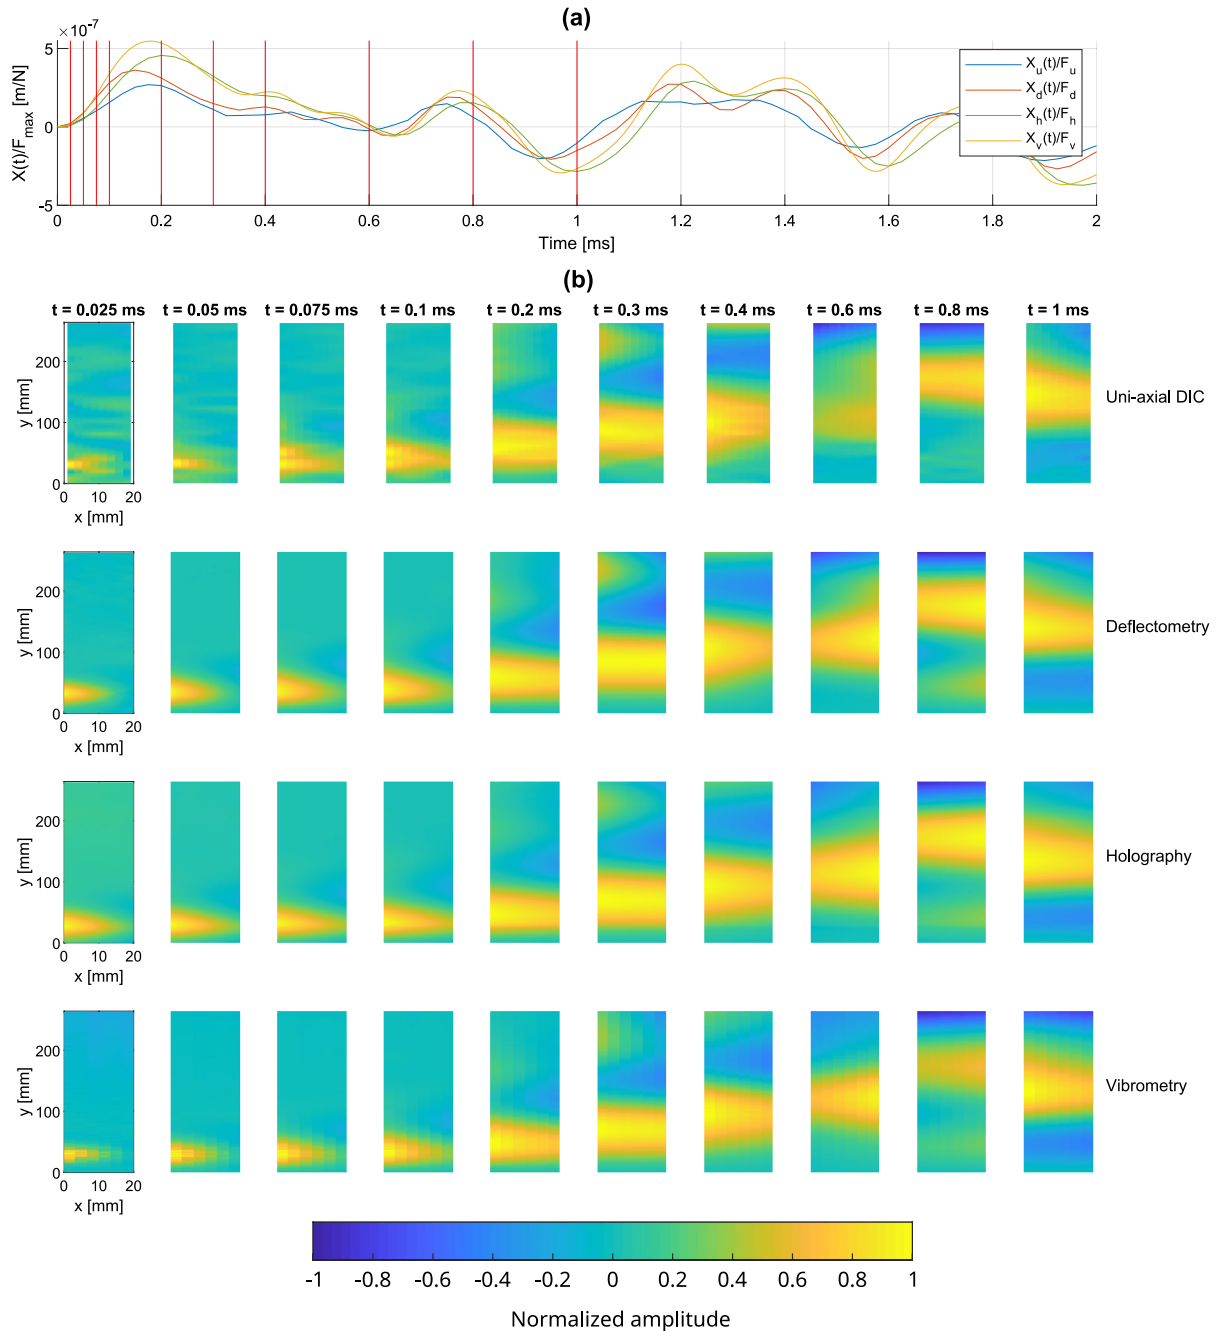 (a)
×10⁻⁷
5
0
-5
X(t)/F_max [m/N]
X_u(t)/F_u
X_d(t)/F_d
X_h(t)/F_h
X_v(t)/F_v
0 0.2 0.4 0.6 0.8 1 1.2 1.4 1.6 1.8 2
Time [ms]
(b)
t = 0.025 ms t = 0.05 ms t = 0.075 ms t = 0.1 ms t = 0.2 ms t = 0.3 ms t = 0.4 ms t = 0.6 ms t = 0.8 ms t = 1 ms
200
100
0
y [mm]
0 10 20
x [mm]
Uni-axial DIC
200
100
0
y [mm]
0 10 20
x [mm]
Deflectometry
200
100
0
y [mm]
0 10 20
x [mm]
Holography
200
100
0
y [mm]
0 10 20
x [mm]
Vibrometry
-1 -0.8 -0.6 -0.4 -0.2 0 0.2 0.4 0.6 0.8 1
Normalized amplitude